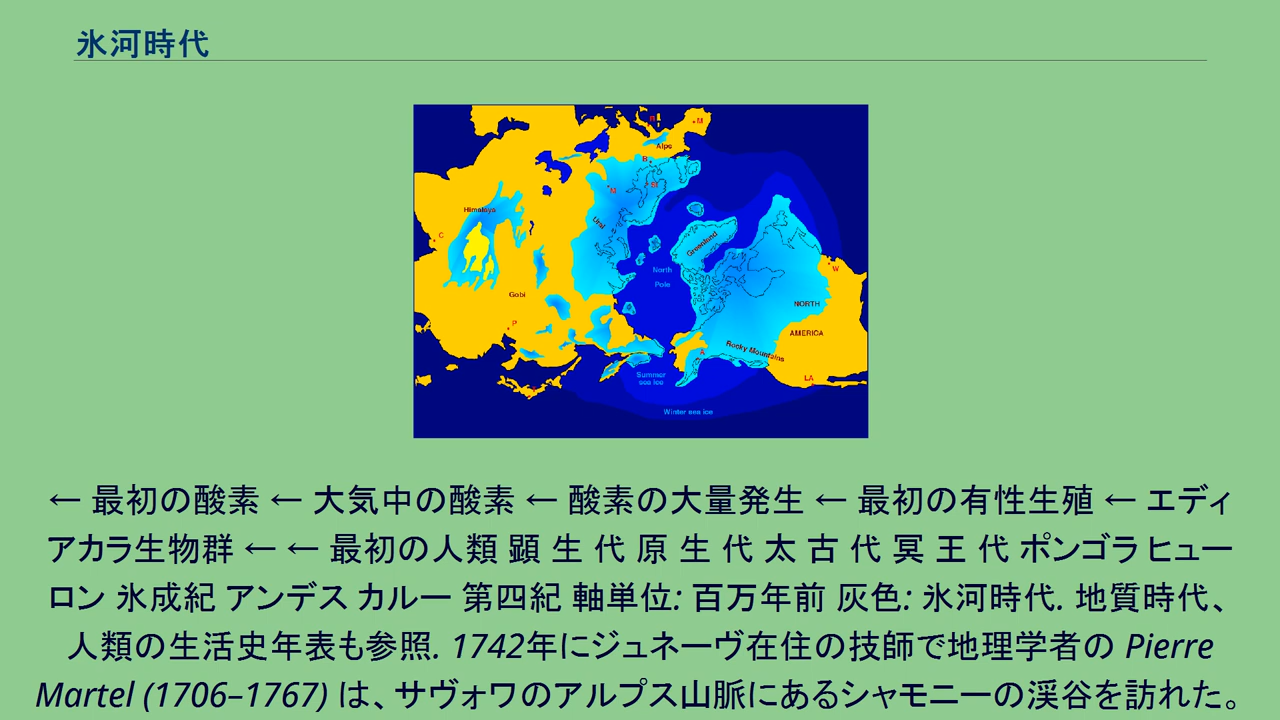 氷河時代
R
M
Alps
B
M
St
Himalaya
Ural
C
Greenland
North
Pole
W
Gobi
NORTH
P
AMERICA
A
Rocky Mountains
Summer
sea ice
LA
Winter sea ice
← 最初の酸素 ← 大気中の酸素 ← 酸素の大量発生 ← 最初の有性生殖 ← エディ
アカラ生物群 ← ← 最初の人類 顕 生 代 原 生 代 太 古 代 冥 王 代 ポンゴラ ヒュー
ロン 氷成紀 アンデス カルー 第四紀 軸単位: 百万年前 灰色: 氷河時代. 地質時代、
人類の生活史年表も参照. 1742年にジュネーヴ在住の技師で地理学者の Pierre
Martel (1706–1767) は、サヴォワのアルプス山脈にあるシャモニーの渓谷を訪れた。